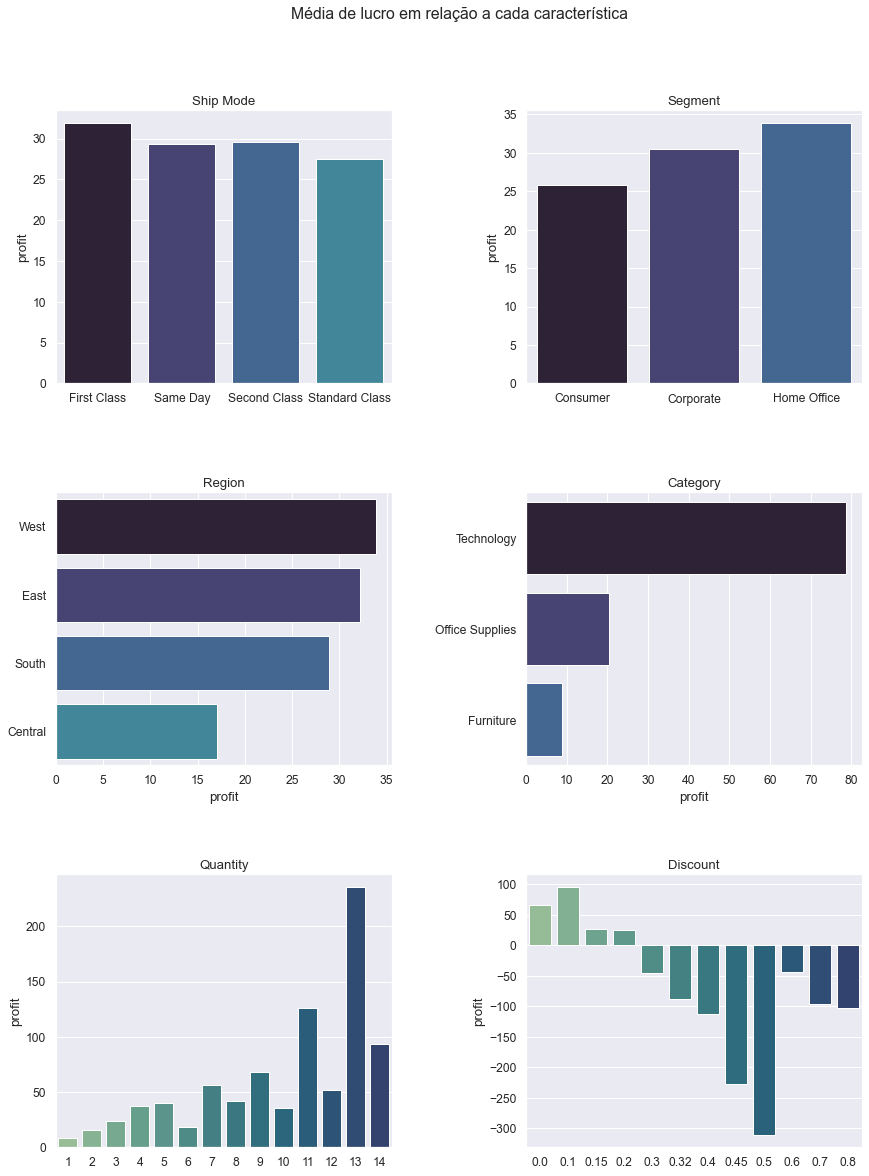 Média de lucro em relação a cada característica
Ship Mode
profit
30
25
20
15
10
5
0
First Class Same Day Second Class Standard Class
Segment
profit
35
30
25
20
15
10
5
0
Consumer Corporate Home Office
Region
West
East
South
Central
0 5 10 15 20 25 30 35
profit
Category
Technology
Office Supplies
Furniture
0 10 20 30 40 50 60 70 80
profit
Quantity
profit
200
150
100
50
0
1 2 3 4 5 6 7 8 9 10 11 12 13 14
Discount
profit
100
50
0
−50
−100
−150
−200
−250
−300
0.0 0.1 0.15 0.2 0.3 0.32 0.4 0.45 0.5 0.6 0.7 0.8